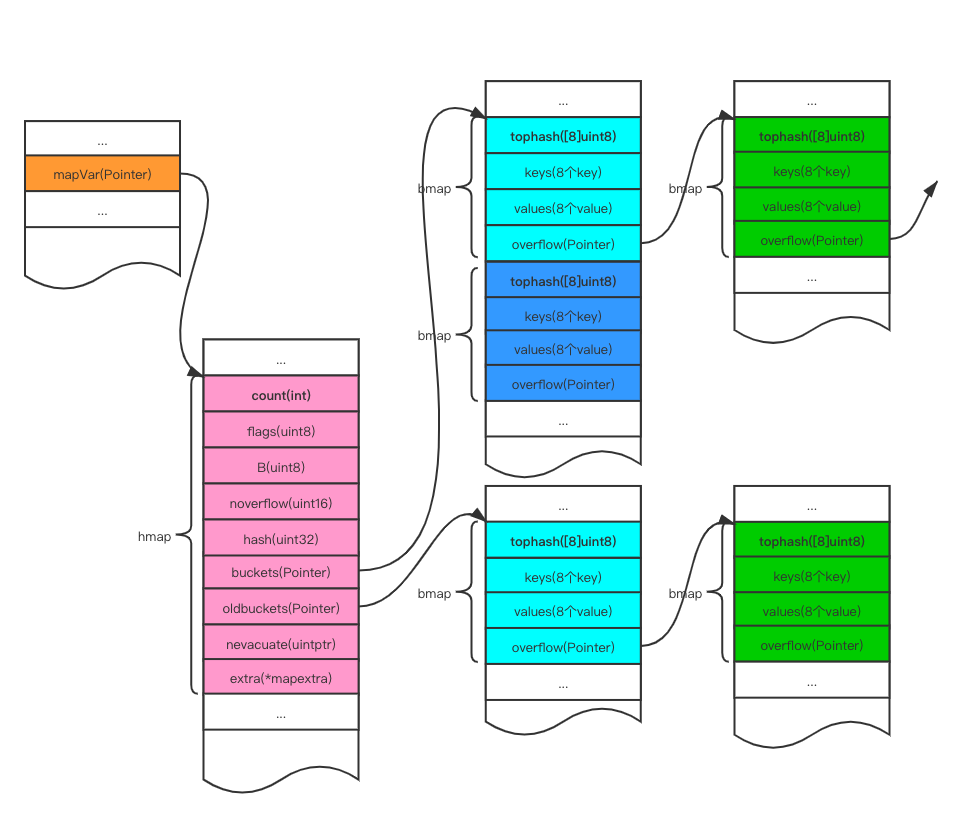 ...
mapVar(Pointer)
...
...
count(int)
flags(uint8)
B(uint8)
noverflow(uint16)
hash(uint32)
buckets(Pointer)
oldbuckets(Pointer)
nevacuate(uintptr)
extra(*mapextra)
...
hmap
...
tophash([8]uint8)
keys(8个key)
values(8个value)
overflow(Pointer)
bmap
tophash([8]uint8)
keys(8个key)
values(8个value)
overflow(Pointer)
bmap
...
...
tophash([8]uint8)
keys(8个key)
values(8个value)
overflow(Pointer)
bmap
...
...
tophash([8]uint8)
keys(8个key)
values(8个value)
overflow(Pointer)
bmap
...
...
tophash([8]uint8)
keys(8个key)
values(8个value)
overflow(Pointer)
bmap
...